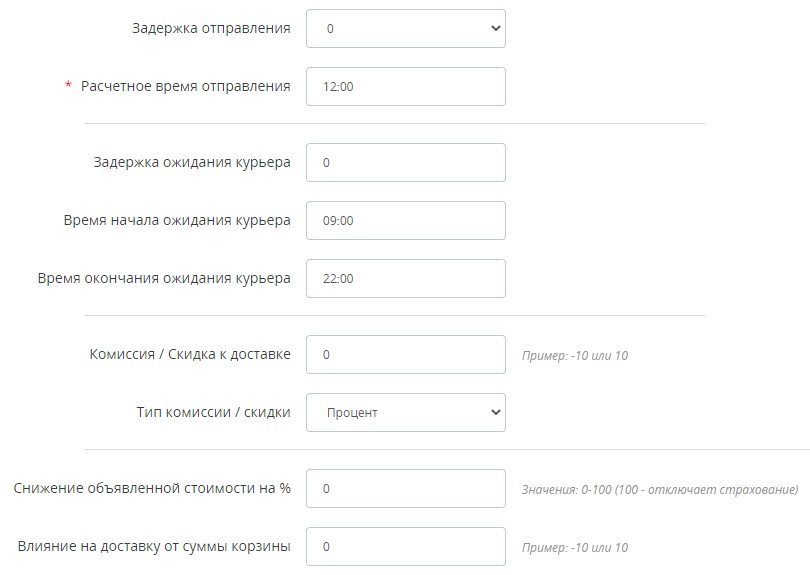 Задержка отправления 0
* Расчетное время отправления 12:00
Задержка ожидания курьера 0
Время начала ожидания курьера 09:00
Время окончания ожидания курьера 22:00
Комиссия / Скидка к доставке 0 Пример: -10 или 10
Тип комиссии / скидки Процент
Снижение объявленной стоимости на % 0 Значения: 0-100 (100 - отключает страхование)
Влияние на доставку от суммы корзины 0 Пример: -10 или 10